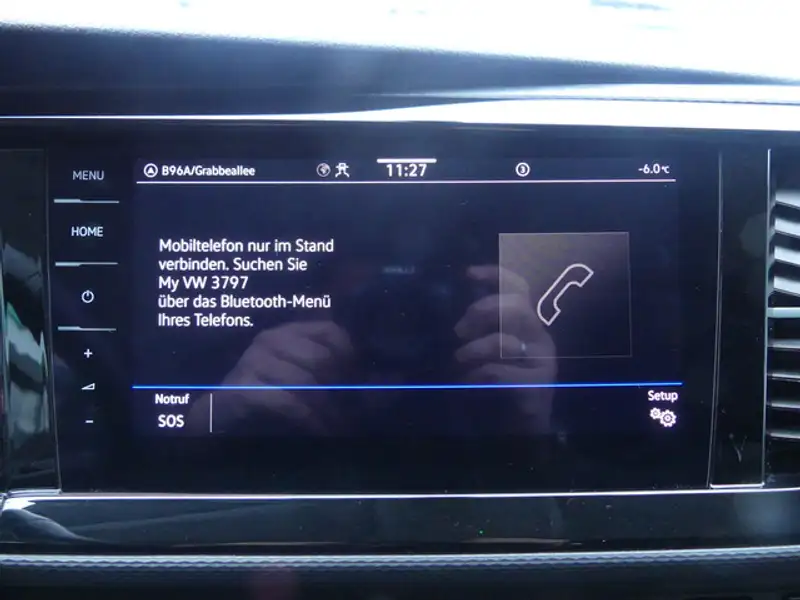 MENU
B96A/Grabbeallee
11:27
3
-6.0°C
HOME
Mobiltelefon nur im Stand
verbinden. Suchen Sie
My VW 3797
über das Bluetooth-Menü
Ihres Telefons.
+
-
Notruf
SOS
Setup